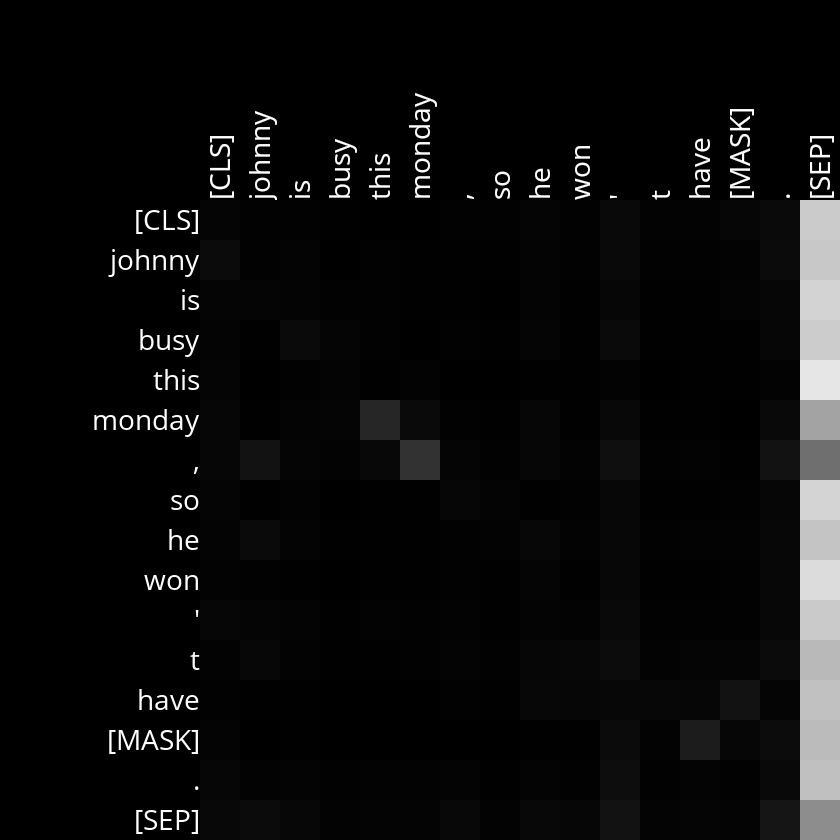 [CLS] johnny is busy this monday , so he won ' t have [MASK] . [SEP]
[CLS]
johnny
is
busy
this
monday
,
so
he
won
'
t
have
[MASK]
.
[SEP]